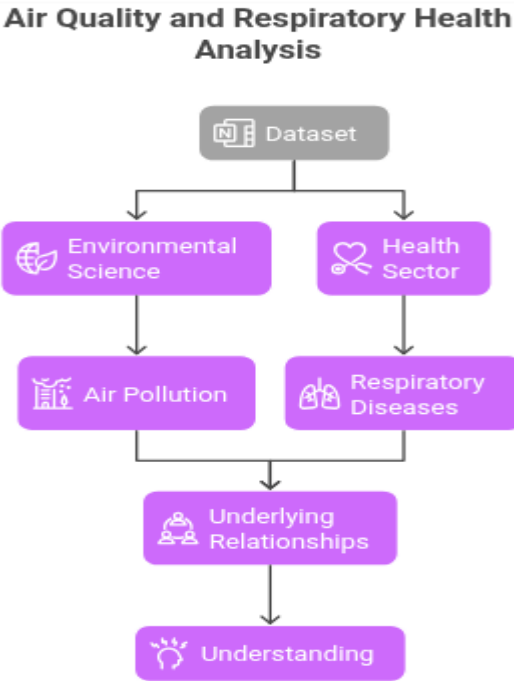 Air Quality and Respiratory Health
Analysis
N
Dataset
Environmental
Science
Health
Sector
Air Pollution
Respiratory
Diseases
Underlying
Relationships
Understanding